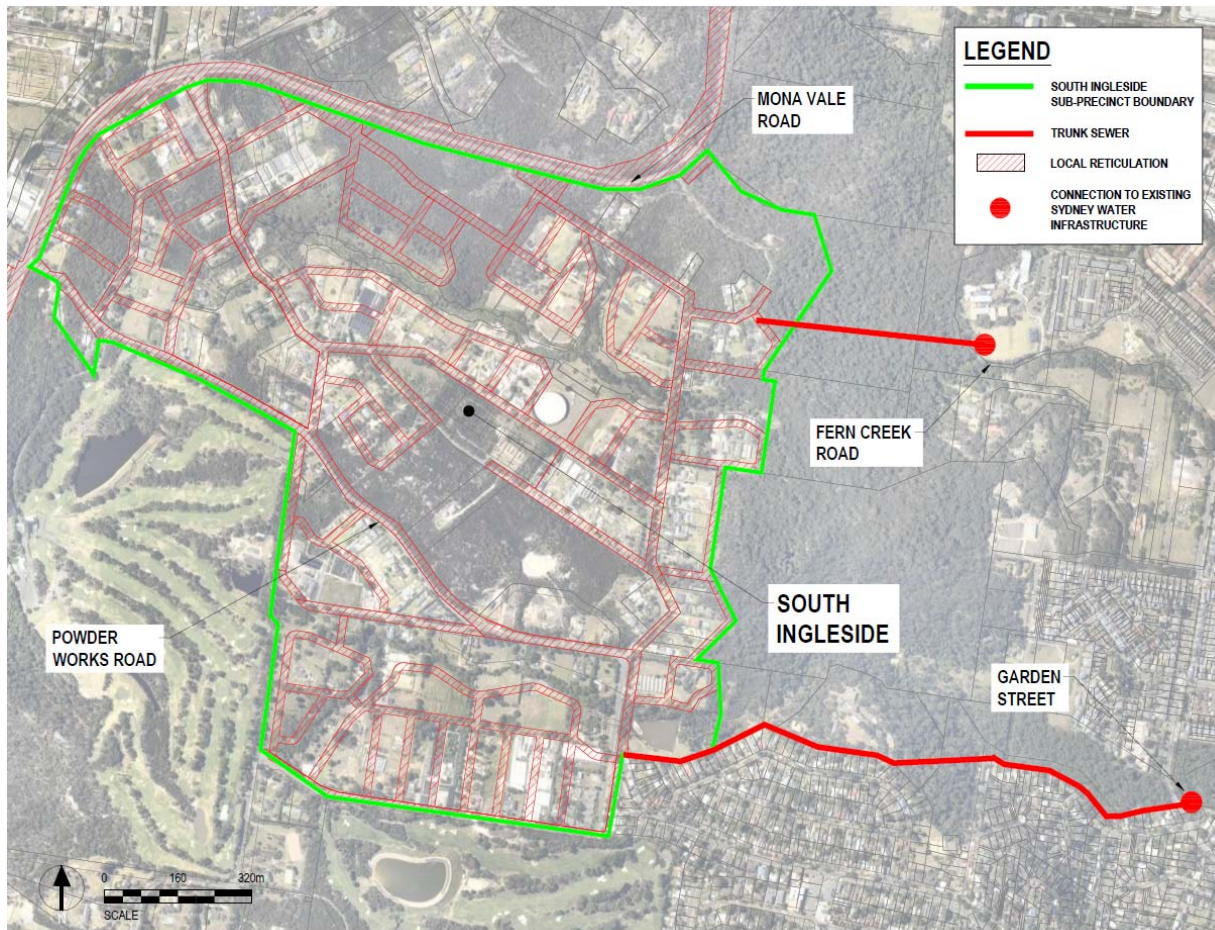 LEGEND
SOUTH INGLESIDE
SUB-PRECINCT BOUNDARY
TRUNK SEWER
LOCAL RETICULATION
CONNECTION TO EXISTING
SYDNEY WATER
INFRASTRUCTURE
MONA VALE
ROAD
FERN CREEK
ROAD
SOUTH
INGLESIDE
POWDER
WORKS ROAD
GARDEN
STREET
0 160 320m
SCALE